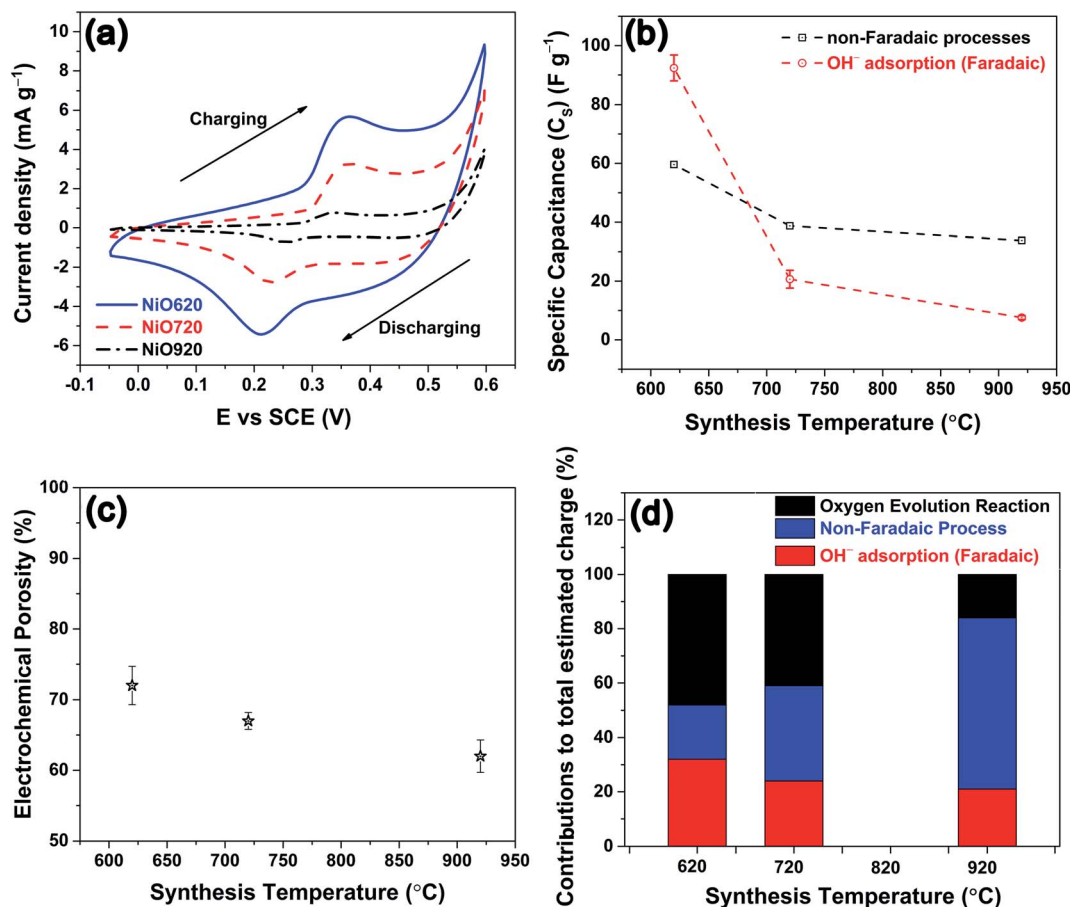 (a)
Current density (mA g⁻¹)
10
8
6
4
2
0
-2
-4
-6
Charging
Discharging
NiO620
NiO720
NiO920
-0.1 0.0 0.1 0.2 0.3 0.4 0.5 0.6
E vs SCE (V)
(b)
Specific Capacitance (Cₛ) (F g⁻¹)
100
80
60
40
20
0
non-Faradaic processes
OH⁻ adsorption (Faradaic)
600 650 700 750 800 850 900 950
Synthesis Temperature (°C)
(c)
Electrochemical Porosity (%)
100
90
80
70
60
50
600 650 700 750 800 850 900 950
Synthesis Temperature (°C)
(d)
Contributions to total estimated charge (%)
120
100
80
60
40
20
0
Oxygen Evolution Reaction
Non-Faradaic Process
OH⁻ adsorption (Faradaic)
620 720 820 920
Synthesis Temperature (°C)